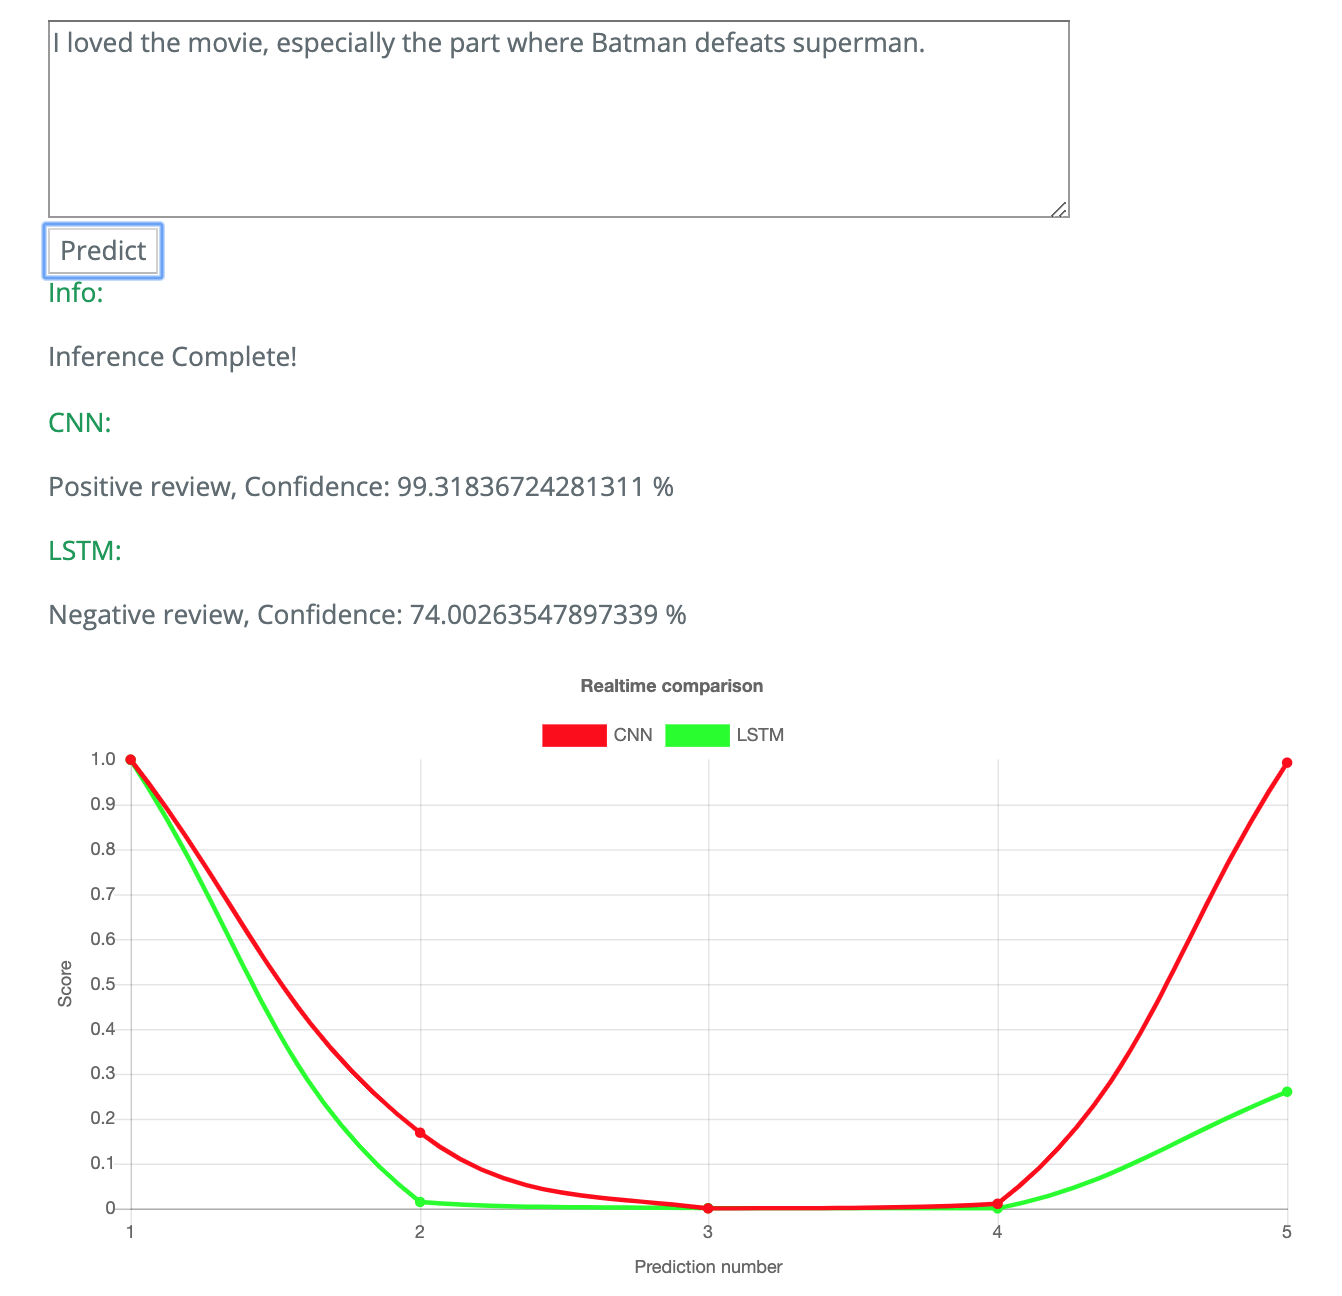 I loved the movie, especially the part where Batman defeats superman.
Predict
Info:
Inference Complete!
CNN:
Positive review, Confidence: 99.31836724281311 %
LSTM:
Negative review, Confidence: 74.00263547897339 %
Realtime comparison
CNN LSTM
1.0
0.9
0.8
0.7
0.6
0.5
0.4
0.3
0.2
0.1
0
Score
1 2 3 4 5
Prediction number